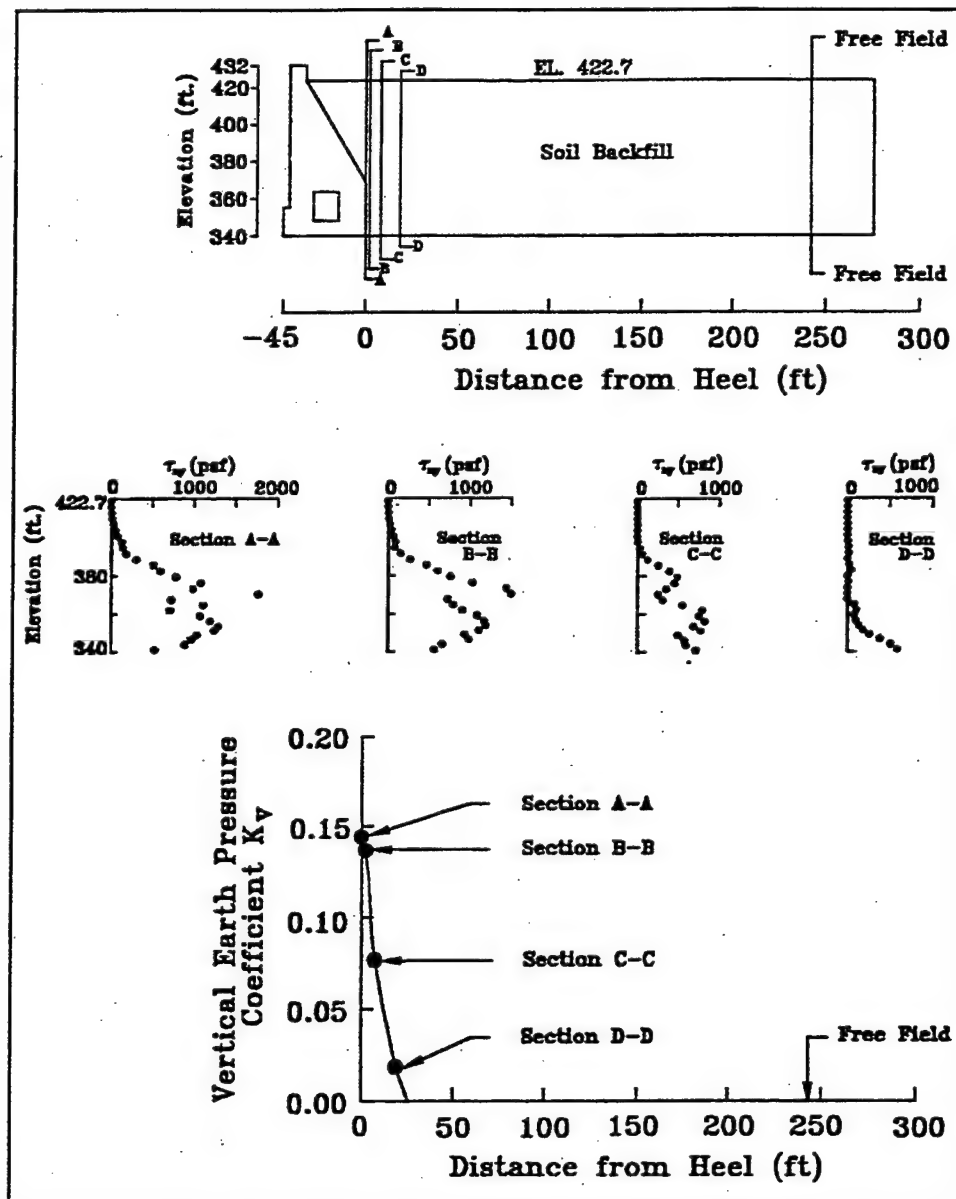 A
B
C
D
Free Field
EL. 422.7
432
420
400
380
360
340
Elevation (ft.)
Soil Backfill
D
C
B
A
Free Field
-45 0 50 100 150 200 250 300
Distance from Heel (ft)
τxy (psf)
0 1000 2000
422.7
380
340
Elevation (ft.)
Section A-A
τxy (psf)
0 1000
Section
B-B
τxy (psf)
0 1000
Section
C-C
τxy (psf)
0 1000
Section
D-D
Vertical Earth Pressure
Coefficient Kv
0.20
0.15
0.10
0.05
0.00
Section A-A
Section B-B
Section C-C
Section D-D
Free Field
0 50 100 150 200 250 300
Distance from Heel (ft)